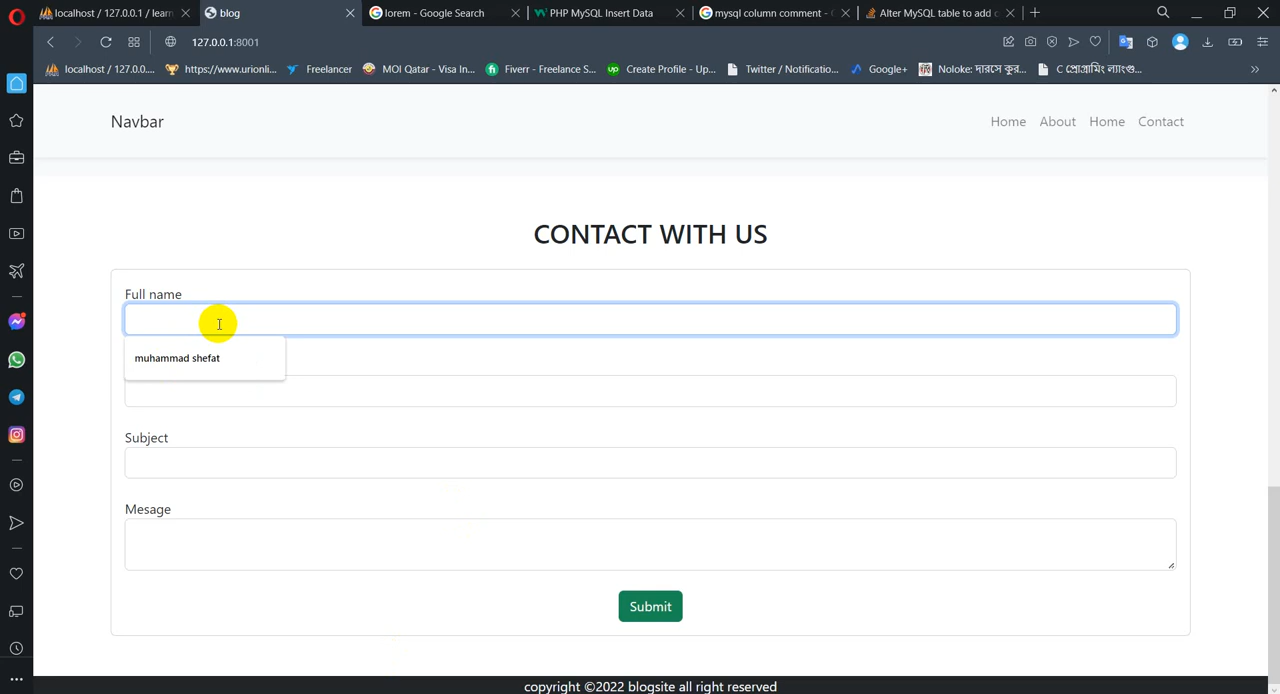 localhost / 127.0.0.1 / learn
blog
lorem - Google Search
PHP MySQL Insert Data
mysql column comment -
Alter MySQL table to add c
127.0.0.1:8001
localhost / 127.0.0....
https://www.urionli...
Freelancer
MOI Qatar - Visa In...
Fiverr - Freelance S...
Create Profile - Up...
Twitter / Notificatio...
Google+
Noloke: দারসে কুর...
C প্রোগ্রামিং ল্যাংগু...
Navbar
Home About Home Contact
CONTACT WITH US
Full name
muhammad shefat
Subject
Mesage
Submit
copyright ©2022 blogsite all right reserved